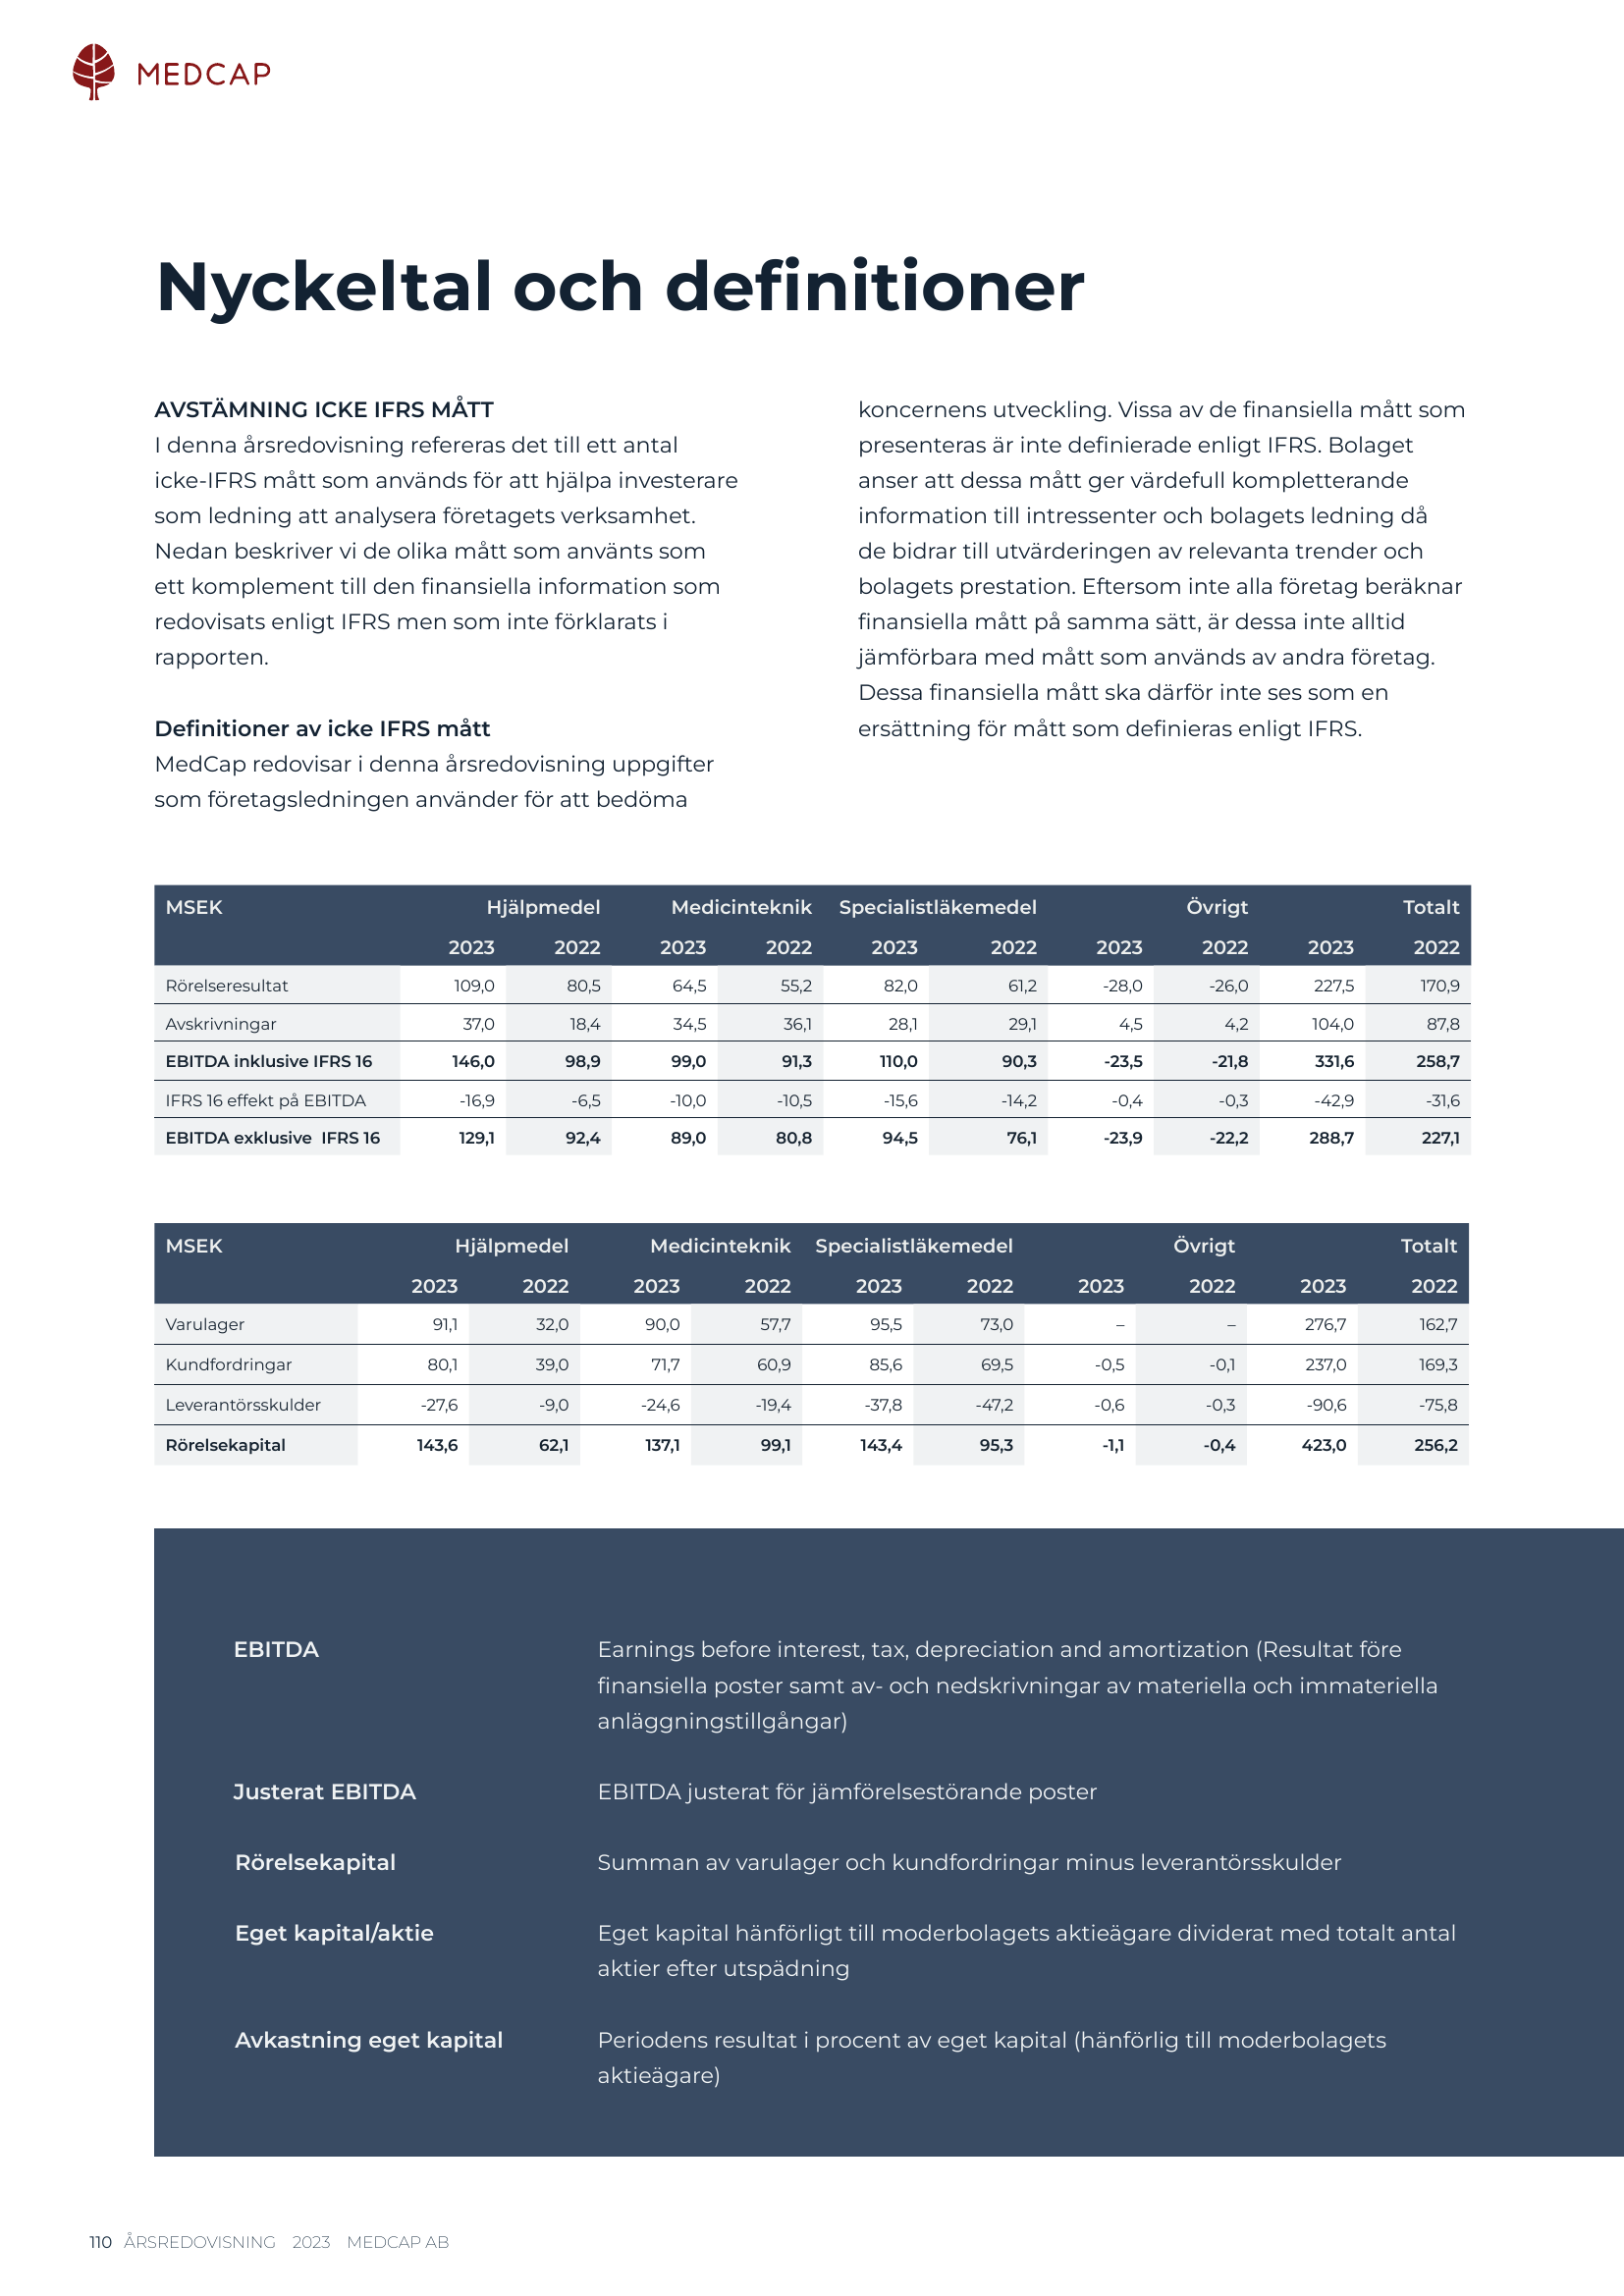 MEDCAP
Nyckeltal och definitioner
AVSTÄMNING ICKE IFRS MÅTT
I denna årsredovisning refereras det till ett antal
icke-IFRS mått som används för att hjälpa investerare
som ledning att analysera företagets verksamhet.
Nedan beskriver vi de olika mått som använts som
ett komplement till den finansiella information som
redovisats enligt IFRS men som inte förklarats i
rapporten.
Definitioner av icke IFRS mått
MedCap redovisar i denna årsredovisning uppgifter
som företagsledningen använder för att bedöma
koncernens utveckling. Vissa av de finansiella mått som
presenteras är inte definierade enligt IFRS. Bolaget
anser att dessa mått ger värdefull kompletterande
information till intressenter och bolagets ledning då
de bidrar till utvärderingen av relevanta trender och
bolagets prestation. Eftersom inte alla företag beräknar
finansiella mått på samma sätt, är dessa inte alltid
jämförbara med mått som används av andra företag.
Dessa finansiella mått ska därför inte ses som en
ersättning för mått som definieras enligt IFRS.
MSEK Hjälpmedel Medicinteknik Specialistläkemedel Övrigt Totalt
2023 2022 2023 2022 2023 2022 2023 2022 2023 2022
Rörelseresultat 109,0 80,5 64,5 55,2 82,0 61,2 -28,0 -26,0 227,5 170,9
Avskrivningar 37,0 18,4 34,5 36,1 28,1 29,1 4,5 4,2 104,0 87,8
EBITDA inklusive IFRS 16 146,0 98,9 99,0 91,3 110,0 90,3 -23,5 -21,8 331,6 258,7
IFRS 16 effekt på EBITDA -16,9 -6,5 -10,0 -10,5 -15,6 -14,2 -0,4 -0,3 -42,9 -31,6
EBITDA exklusive IFRS 16 129,1 92,4 89,0 80,8 94,5 76,1 -23,9 -22,2 288,7 227,1
MSEK Hjälpmedel Medicinteknik Specialistläkemedel Övrigt Totalt
2023 2022 2023 2022 2023 2022 2023 2022 2023 2022
Varulager 91,1 32,0 90,0 57,7 95,5 73,0 – – 276,7 162,7
Kundfordringar 80,1 39,0 71,7 60,9 85,6 69,5 -0,5 -0,1 237,0 169,3
Leverantörsskulder -27,6 -9,0 -24,6 -19,4 -37,8 -47,2 -0,6 -0,3 -90,6 -75,8
Rörelsekapital 143,6 62,1 137,1 99,1 143,4 95,3 -1,1 -0,4 423,0 256,2
EBITDA Earnings before interest, tax, depreciation and amortization (Resultat före
finansiella poster samt av- och nedskrivningar av materiella och immateriella
anläggningstillgångar)
Justerat EBITDA EBITDA justerat för jämförelsestörande poster
Rörelsekapital Summan av varulager och kundfordringar minus leverantörsskulder
Eget kapital/aktie Eget kapital hänförligt till moderbolagets aktieägare dividerat med totalt antal
aktier efter utspädning
Avkastning eget kapital Periodens resultat i procent av eget kapital (hänförlig till moderbolagets
aktieägare)
110 ÅRSREDOVISNING 2023 MEDCAP AB